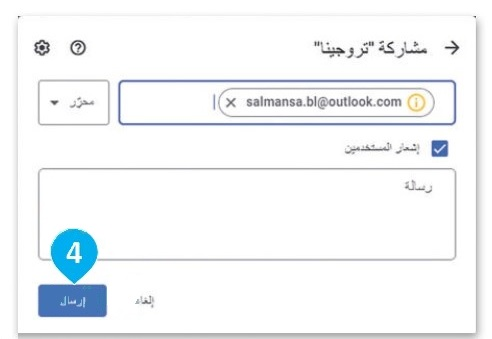 مشاركة "تروجينا"
salmansa.bl@outlook.com
محرّر
إشعار المستخدمين
رسالة
4
إرسال
إلغاء